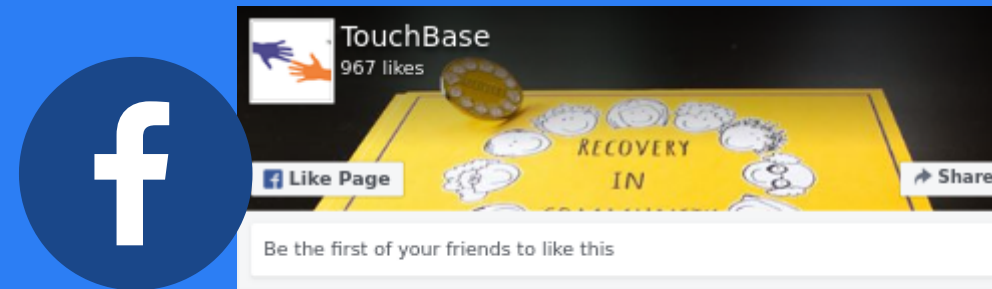 TouchBase
967 likes
RECOVERY
IN
Like Page
Share
Be the first of your friends to like this